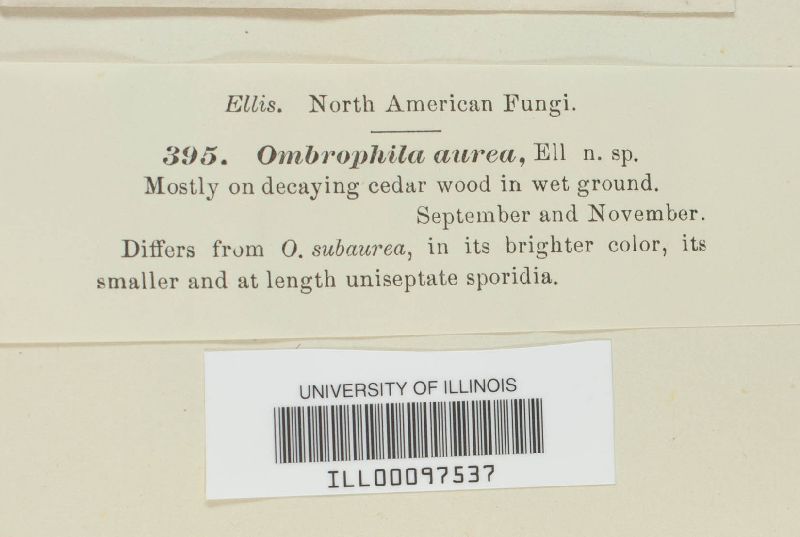 Ellis. North American Fungi.
395. Ombrophila aurea, Ell n. sp.
Mostly on decaying cedar wood in wet ground.
September and November.
Differs from O. subaurea, in its brighter color, its
smaller and at length uniseptate sporidia.
UNIVERSITY OF ILLINOIS
ILL00097537